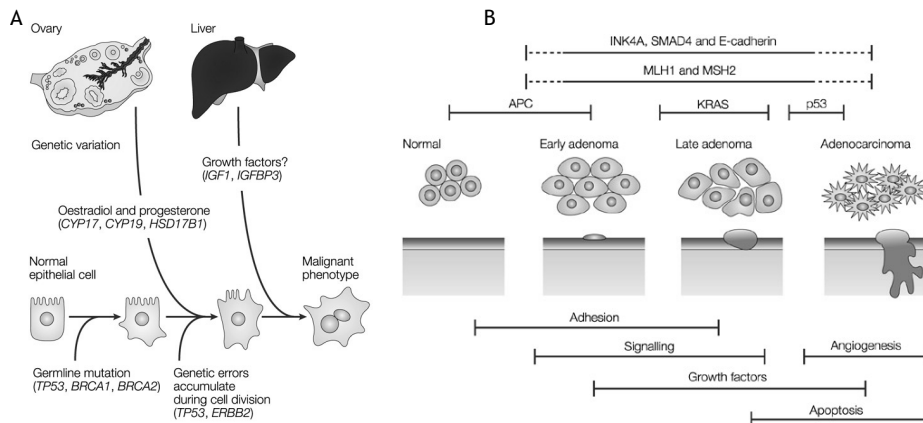 A
Ovary
Liver
Genetic variation
Growth factors?
(IGF1, IGFBP3)
Oestradiol and progesterone
(CYP17, CYP19, HSD17B1)
Normal
epithelial cell
Malignant
phenotype
Germline mutation
(TP53, BRCA1, BRCA2)
Genetic errors
accumulate
during cell division
(TP53, ERBB2)
B
INK4A, SMAD4 and E-cadherin
MLH1 and MSH2
APC
KRAS
p53
Normal
Early adenoma
Late adenoma
Adenocarcinoma
Adhesion
Signalling
Angiogenesis
Growth factors
Apoptosis